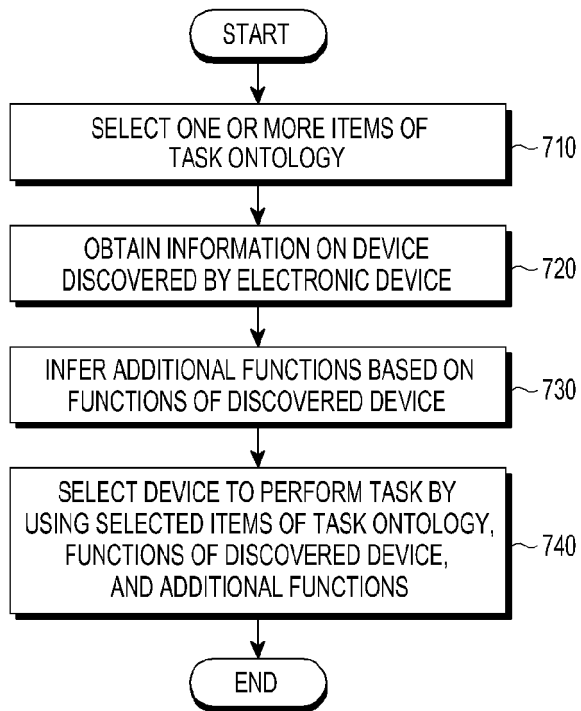 START
SELECT ONE OR MORE ITEMS OF
TASK ONTOLOGY
710
OBTAIN INFORMATION ON DEVICE
DISCOVERED BY ELECTRONIC DEVICE
720
INFER ADDITIONAL FUNCTIONS BASED ON
FUNCTIONS OF DISCOVERED DEVICE
730
SELECT DEVICE TO PERFORM TASK BY
USING SELECTED ITEMS OF TASK ONTOLOGY,
FUNCTIONS OF DISCOVERED DEVICE,
AND ADDITIONAL FUNCTIONS
740
END